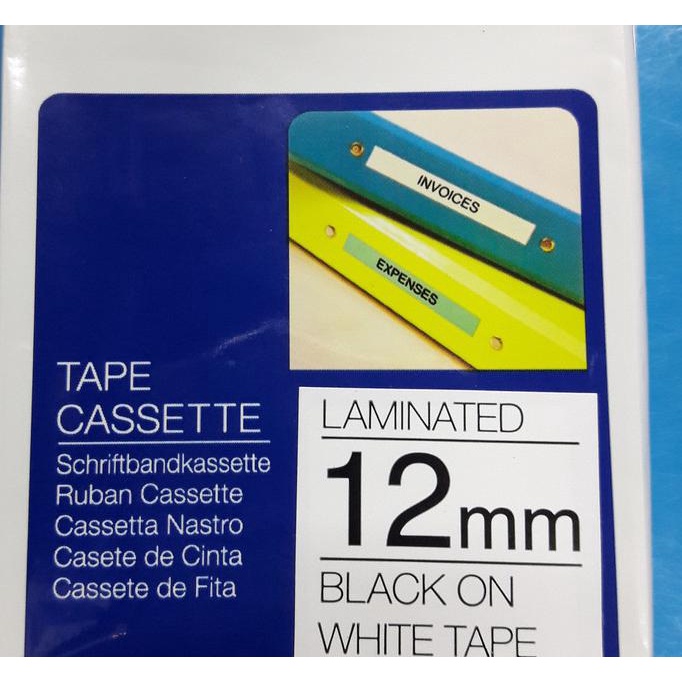 INVOICES
EXPENSES
TAPE
CASSETTE
Schriftbandkassette
Ruban Cassette
Cassetta Nastro
Casete de Cinta
Cassete de Fita
LAMINATED
12mm
BLACK ON
WHITE TAPE